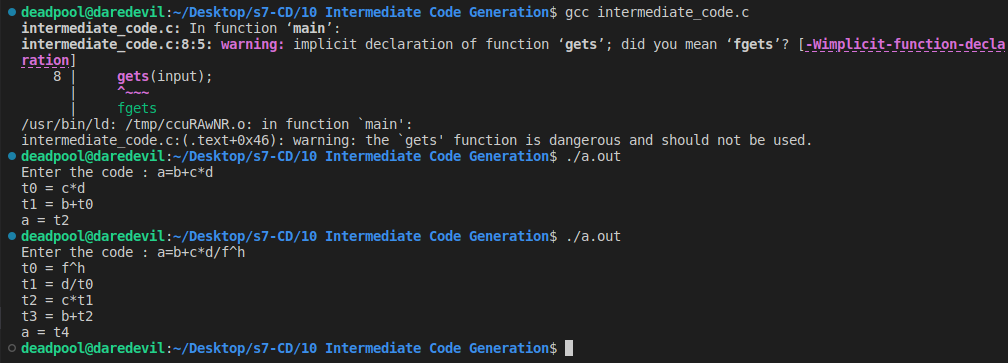 deadpool@daredevil:~/Desktop/s7-CD/10 Intermediate Code Generation$ gcc intermediate_code.c
intermediate_code.c: In function ‘main’:
intermediate_code.c:8:5: warning: implicit declaration of function ‘gets’; did you mean ‘fgets’? [-Wimplicit-function-decla
ration]
    8 |     gets(input);
      |     ^~~~
      |     fgets
/usr/bin/ld: /tmp/ccuRAwNR.o: in function `main':
intermediate_code.c:(.text+0x46): warning: the `gets' function is dangerous and should not be used.
deadpool@daredevil:~/Desktop/s7-CD/10 Intermediate Code Generation$ ./a.out
Enter the code : a=b+c*d
t0 = c*d
t1 = b+t0
a = t2
deadpool@daredevil:~/Desktop/s7-CD/10 Intermediate Code Generation$ ./a.out
Enter the code : a=b+c*d/f^h
t0 = f^h
t1 = d/t0
t2 = c*t1
t3 = b+t2
a = t4
deadpool@daredevil:~/Desktop/s7-CD/10 Intermediate Code Generation$